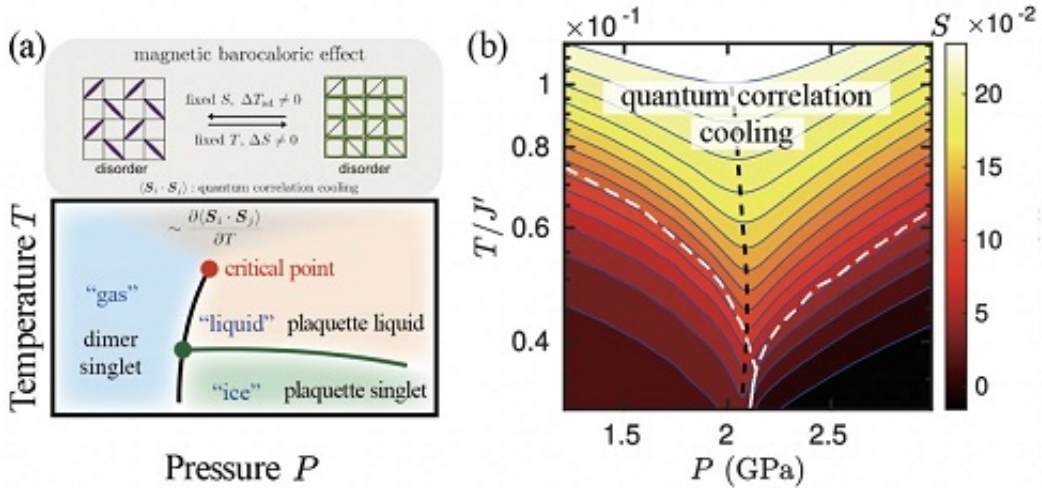 (a)
magnetic barocaloric effect
fixed S, ΔT_ad ≠ 0
fixed T, ΔS ≠ 0
disorder
disorder
⟨S_i · S_j⟩ : quantum correlation cooling
Temperature T
~ ∂⟨S_i · S_j⟩/∂T
critical point
"gas"
dimer
singlet
"liquid" plaquette liquid
"ice" plaquette singlet
Pressure P
(b)
×10⁻¹
S ×10⁻²
quantum correlation
cooling
T/J'
1
0.8
0.6
0.4
1.5 2 2.5
P (GPa)
20
15
10
5
0